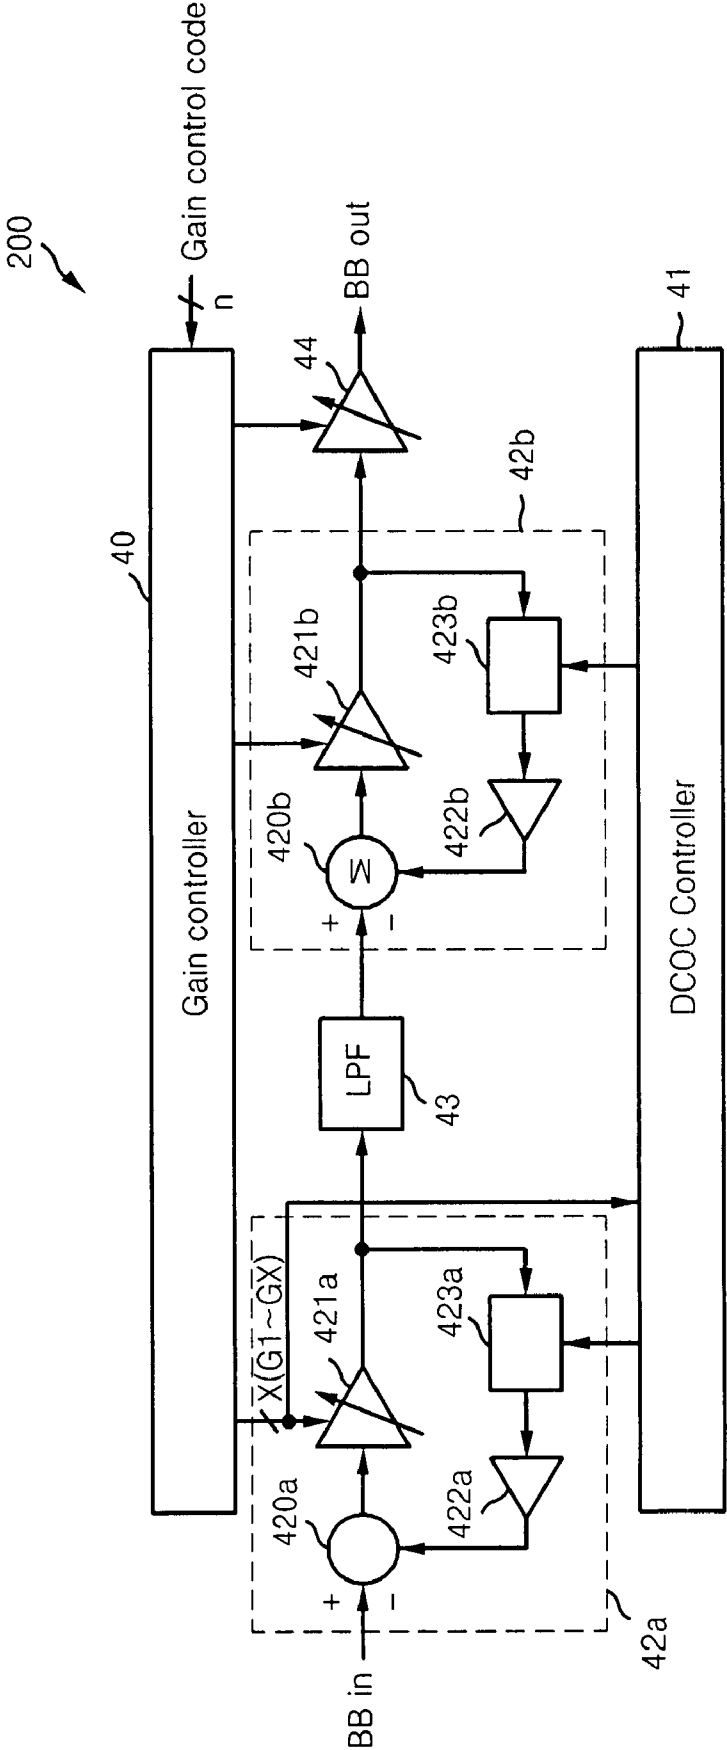 200
Gain control code
n
40
Gain controller
X(G1~GX)
420a
421a
420b
421b
44
BB in
+
-
LPF
43
+
-
Σ
BB out
422a
423a
422b
423b
42a
42b
DCOC Controller
41